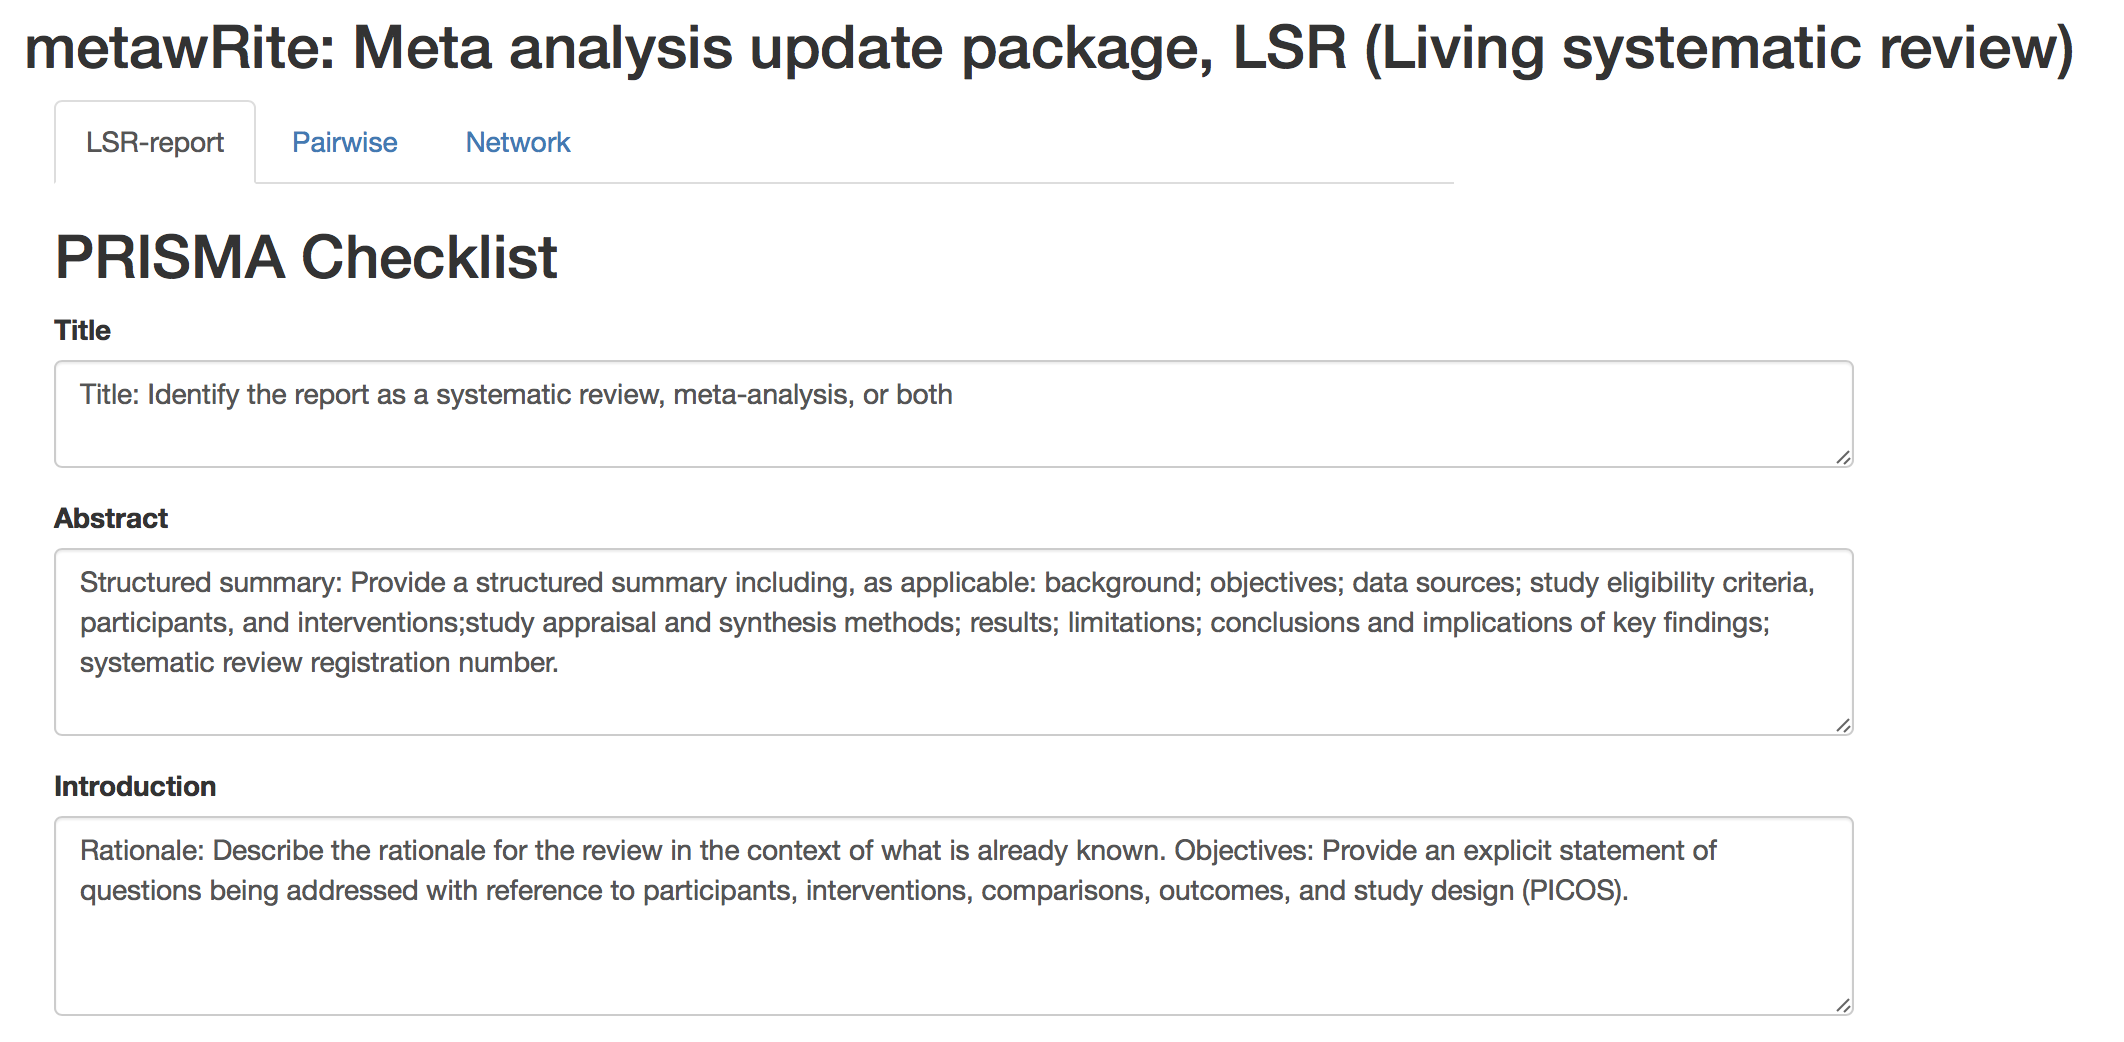 metawRite: Meta analysis update package, LSR (Living systematic review)
LSR-report Pairwise Network
PRISMA Checklist
Title
Title: Identify the report as a systematic review, meta-analysis, or both
Abstract
Structured summary: Provide a structured summary including, as applicable: background; objectives; data sources; study eligibility criteria,
participants, and interventions;study appraisal and synthesis methods; results; limitations; conclusions and implications of key findings;
systematic review registration number.
Introduction
Rationale: Describe the rationale for the review in the context of what is already known. Objectives: Provide an explicit statement of
questions being addressed with reference to participants, interventions, comparisons, outcomes, and study design (PICOS).